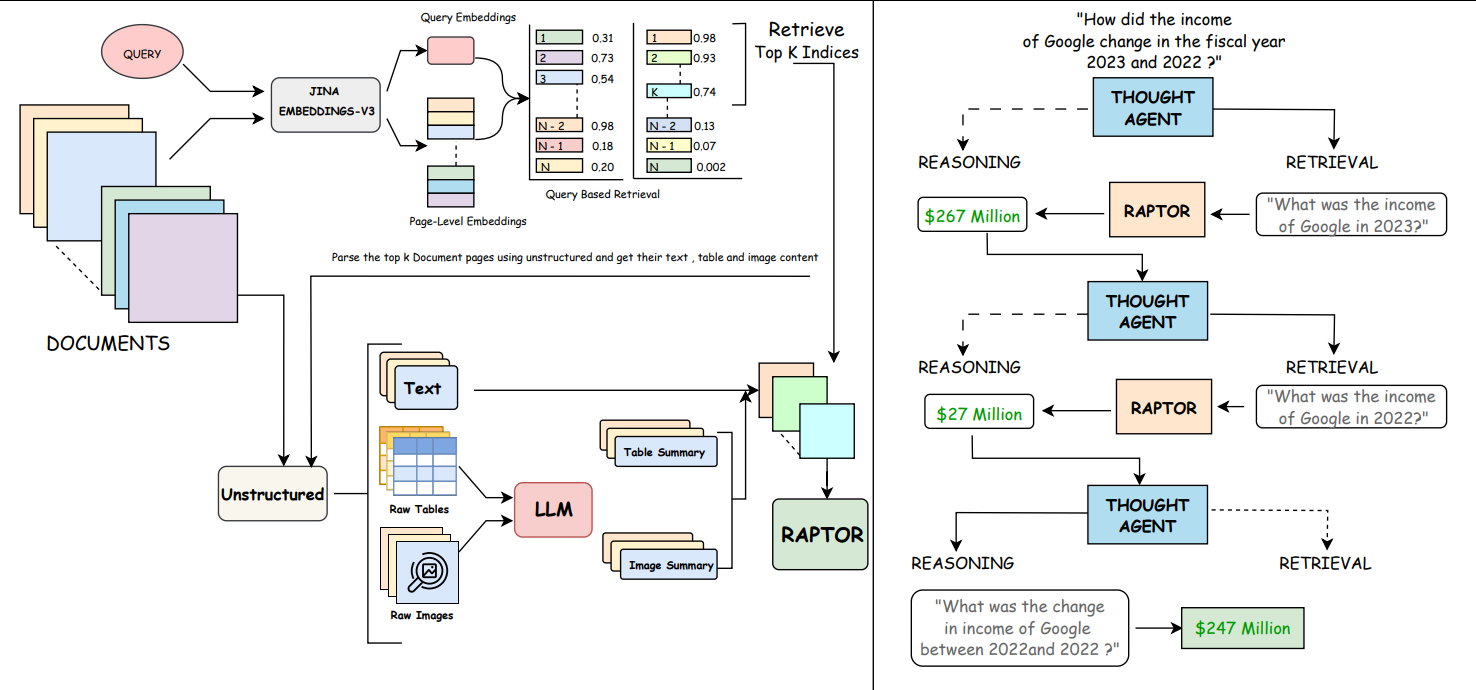 QUERY
JINA
EMBEDDINGS-V3
DOCUMENTS
Query Embeddings
Page-Level Embeddings
1 0.31
2 0.73
3 0.54
N - 2 0.98
N - 1 0.18
N 0.20
1 0.98
2 0.93
K 0.74
N - 2 0.13
N - 1 0.07
N 0.002
Query Based Retrieval
Retrieve
Top K Indices
Parse the top k Document pages using unstructured and get their text , table and image content
Unstructured
Text
Raw Tables
Raw Images
LLM
Table Summary
Image Summary
RAPTOR
"How did the income
of Google change in the fiscal year
2023 and 2022 ?"
THOUGHT
AGENT
REASONING
RETRIEVAL
$267 Million
RAPTOR
"What was the income
of Google in 2023?"
THOUGHT
AGENT
REASONING
RETRIEVAL
$27 Million
RAPTOR
"What was the income
of Google in 2022?"
THOUGHT
AGENT
REASONING
RETRIEVAL
"What was the change
in income of Google
between 2022and 2022 ?"
$247 Million